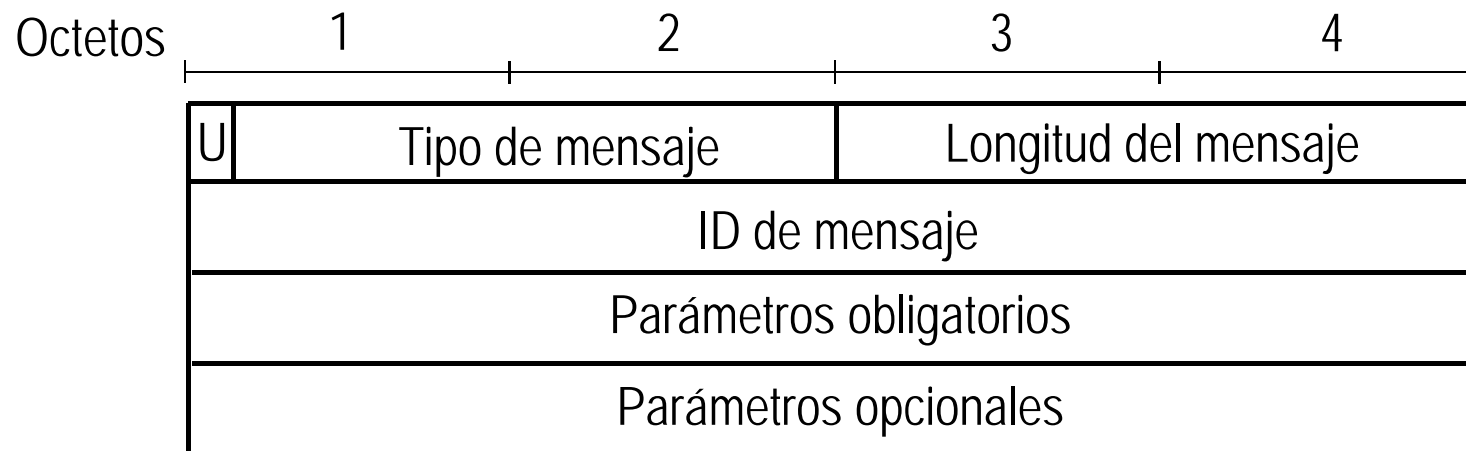 Octetos 1 2 3 4
U Tipo de mensaje Longitud del mensaje
ID de mensaje
Parámetros obligatorios
Parámetros opcionales